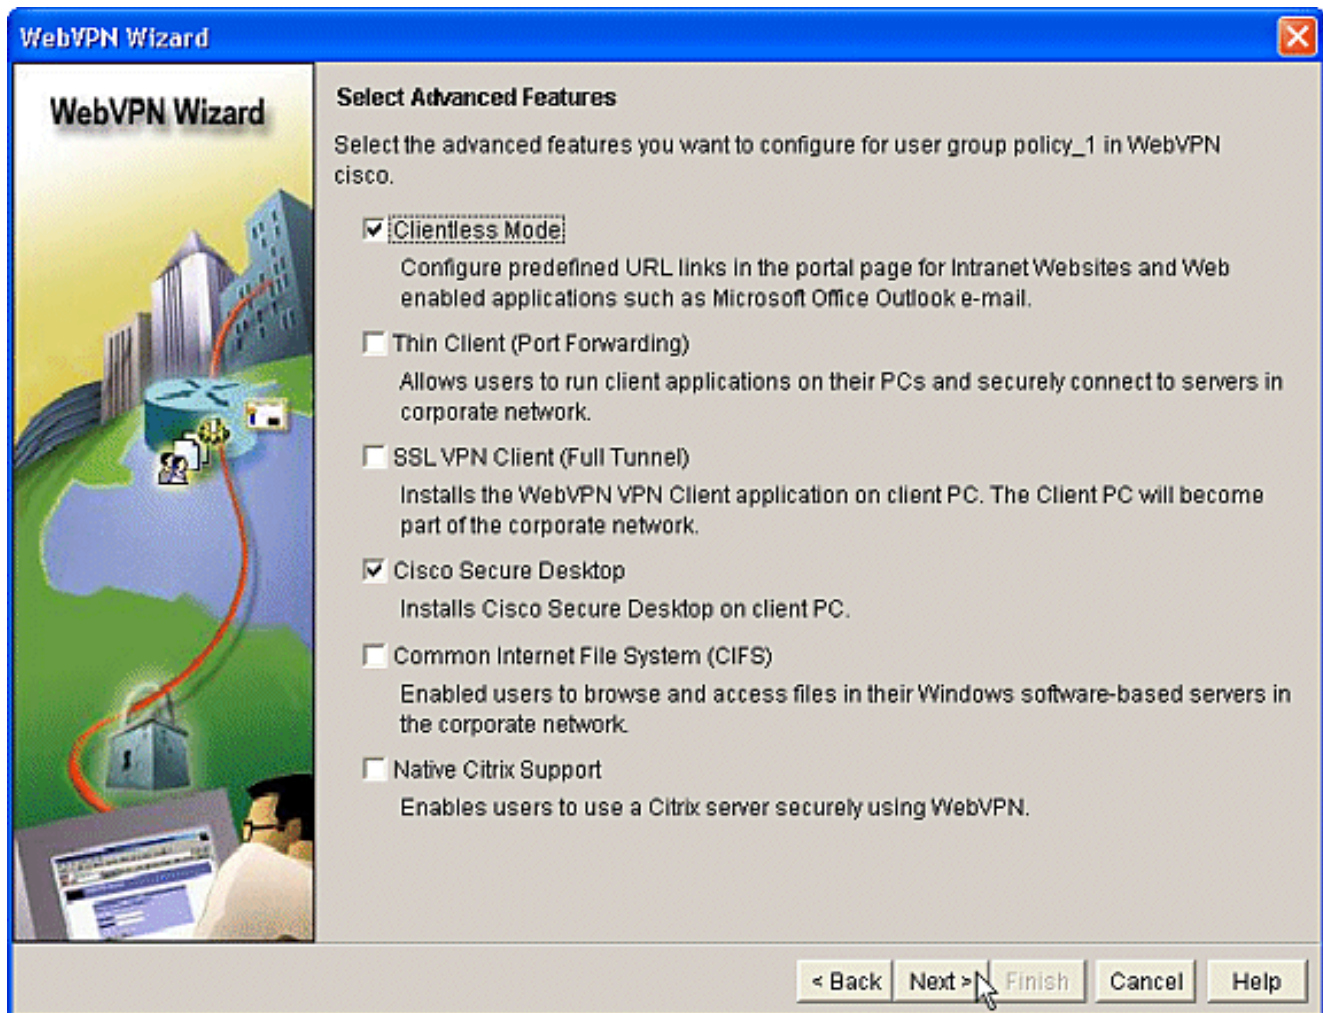 WebVPN Wizard
WebVPN Wizard
Select Advanced Features
Select the advanced features you want to configure for user group policy_1 in WebVPN
cisco.
Clientless Mode
Configure predefined URL links in the portal page for Intranet Websites and Web
enabled applications such as Microsoft Office Outlook e-mail.
Thin Client (Port Forwarding)
Allows users to run client applications on their PCs and securely connect to servers in
corporate network.
SSL VPN Client (Full Tunnel)
Installs the WebVPN VPN Client application on client PC. The Client PC will become
part of the corporate network.
Cisco Secure Desktop
Installs Cisco Secure Desktop on client PC.
Common Internet File System (CIFS)
Enabled users to browse and access files in their Windows software-based servers in
the corporate network.
Native Citrix Support
Enables users to use a Citrix server securely using WebVPN.
< Back Next > Finish Cancel Help